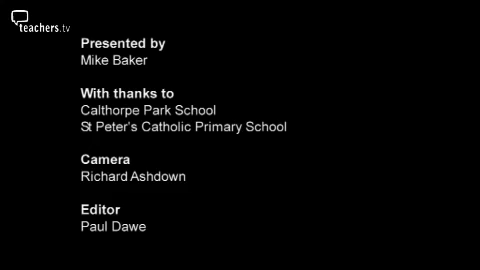 teachers.tv
Presented by
Mike Baker
With thanks to
Calthorpe Park School
St Peter's Catholic Primary School
Camera
Richard Ashdown
Editor
Paul Dawe